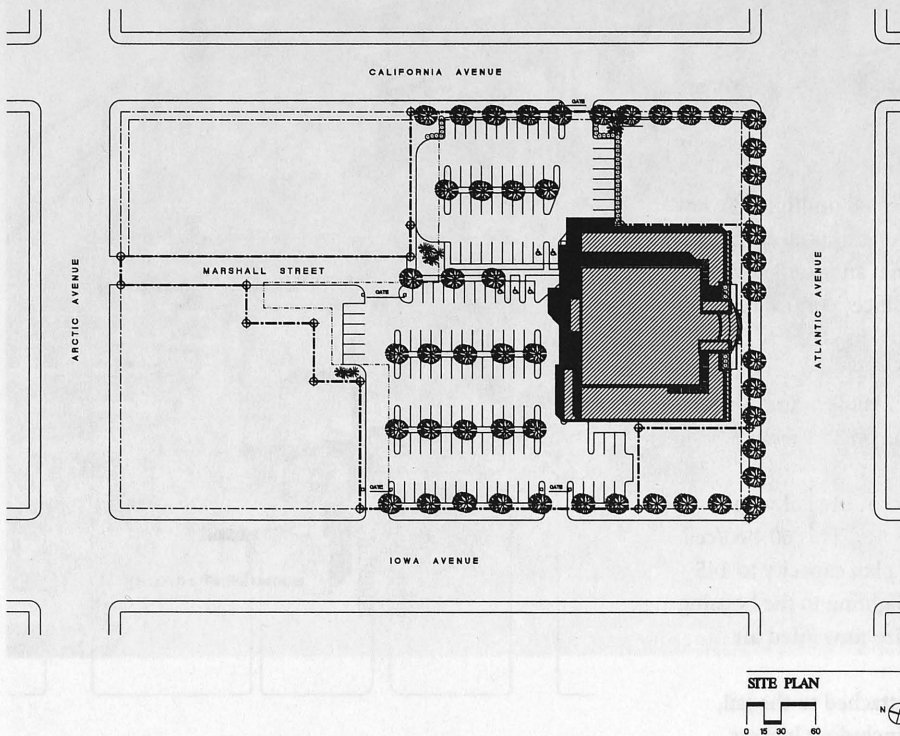 CALIFORNIA AVENUE
GATE
MARSHALL STREET
ARCTIC AVENUE
ATLANTIC AVENUE
GATE
GATE
GATE
IOWA AVENUE
SITE PLAN
N
0 15 30 60